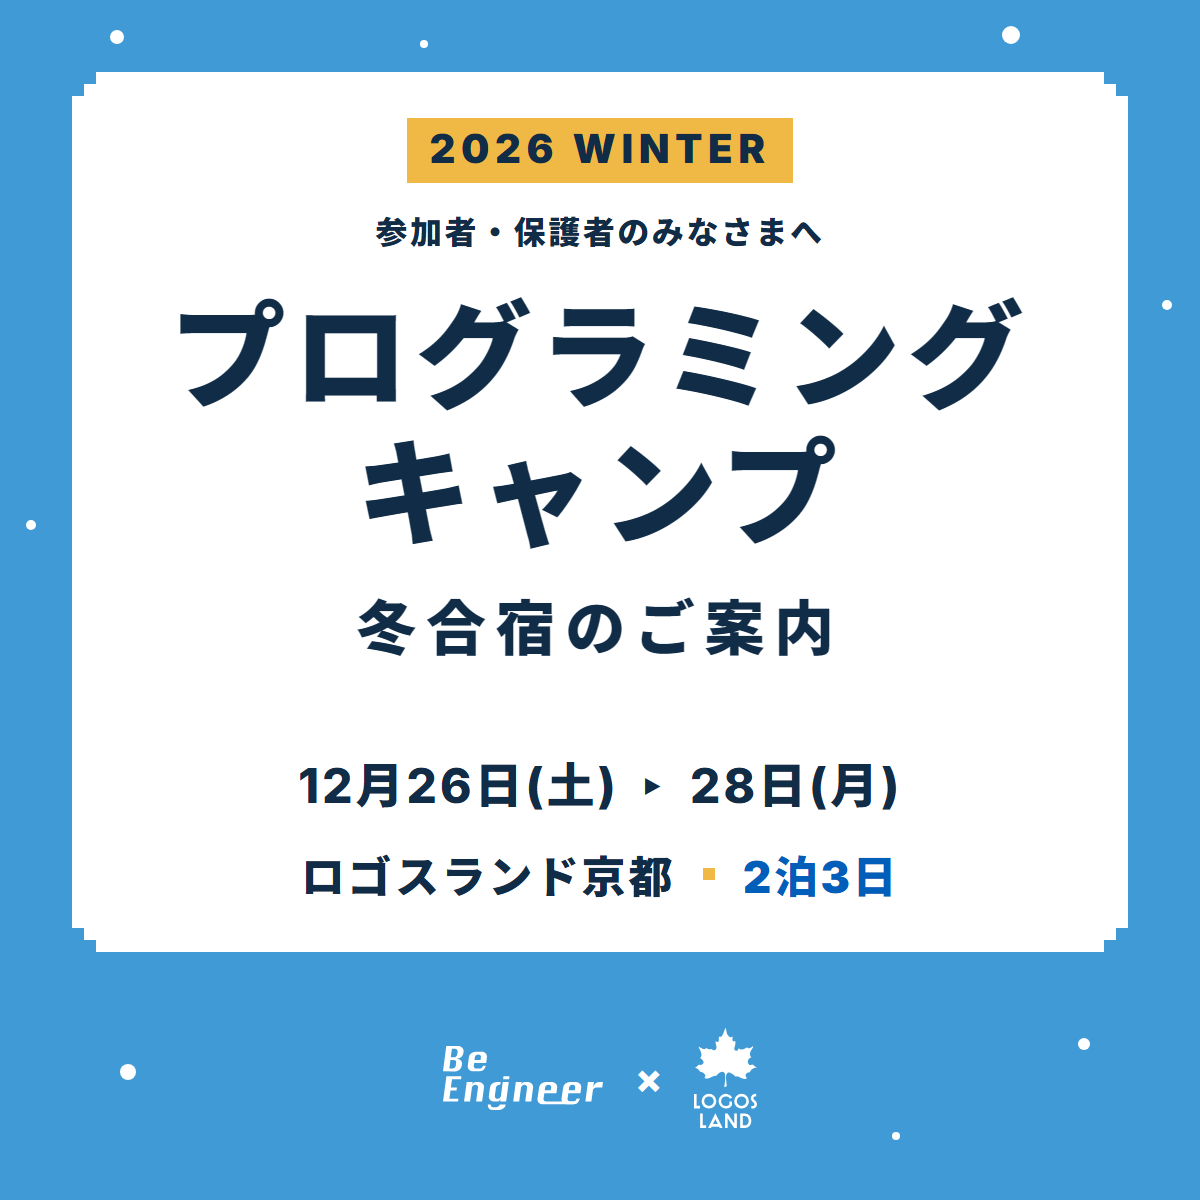 2026 WINTER
参加者・保護者のみなさまへ
プログラミング
キャンプ
冬合宿のご案内
12月26日(土) ▸ 28日(月)
ロゴスランド京都 ▪ 2泊3日
Be
Engneer
×
LOGOS
LAND